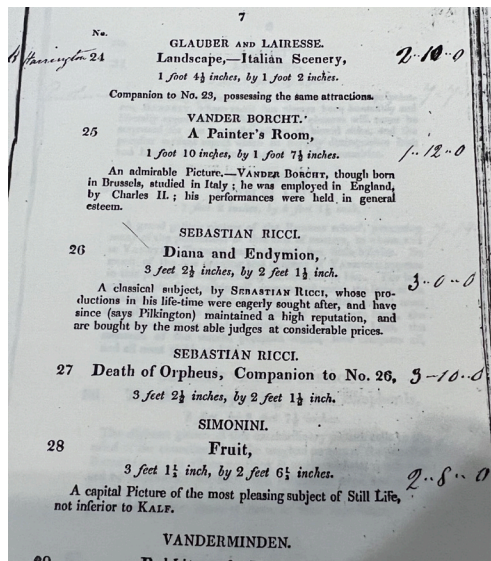 7
No.
GLAUBER AND LAIRESSE.
Harrington 24 Landscape,—Italian Scenery, 2..10..0
1 foot 4½ inches, by 1 foot 2 inches.
Companion to No. 23, possessing the same attractions.
VANDER BORCHT.
25 A Painter's Room,
1 foot 10 inches, by 1 foot 7½ inches. 1..12..0
An admirable Picture.—VANDER BORCHT, though born
in Brussels, studied in Italy; he was employed in England,
by Charles II.; his performances were held in general
esteem.
SEBASTIAN RICCI.
26 Diana and Endymion,
3 feet 2½ inches, by 2 feet 1½ inch.
3..0..0
A classical subject, by SEBASTIAN RICCI, whose pro-
ductions in his life-time were eagerly sought after, and have
since (says Pilkington) maintained a high reputation, and
are bought by the most able judges at considerable prices.
SEBASTIAN RICCI.
27 Death of Orpheus, Companion to No. 26, 3-10..0
3 feet 2½ inches, by 2 feet 1½ inch.
SIMONINI.
28 Fruit,
3 feet 1½ inch, by 2 feet 6½ inches.
2..8..0
A capital Picture of the most pleasing subject of Still Life,
not inferior to KALF.
VANDERMINDEN.